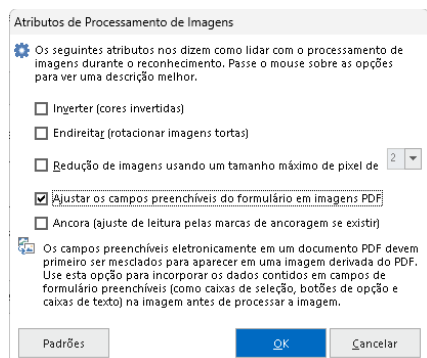 Atributos de Processamento de Imagens
Os seguintes atributos nos dizem como lidar com o processamento de
imagens durante o reconhecimento. Passe o mouse sobre as opções
para ver uma descrição melhor.
Inverter (cores invertidas)
Endireitar (rotacionar imagens tortas)
Redução de imagens usando um tamanho máximo de pixel de 2
Ajustar os campos preenchíveis do formulário em imagens PDF
Ancora (ajuste de leitura pelas marcas de ancoragem se existir)
Os campos preenchíveis eletronicamente em um documento PDF devem
primeiro ser mesclados para aparecer em uma imagem derivada do PDF.
Use esta opção para incorporar os dados contidos em campos de
formulário preenchíveis (como caixas de seleção, botões de opção e
caixas de texto) na imagem antes de processar a imagem.
Padrões OK Cancelar